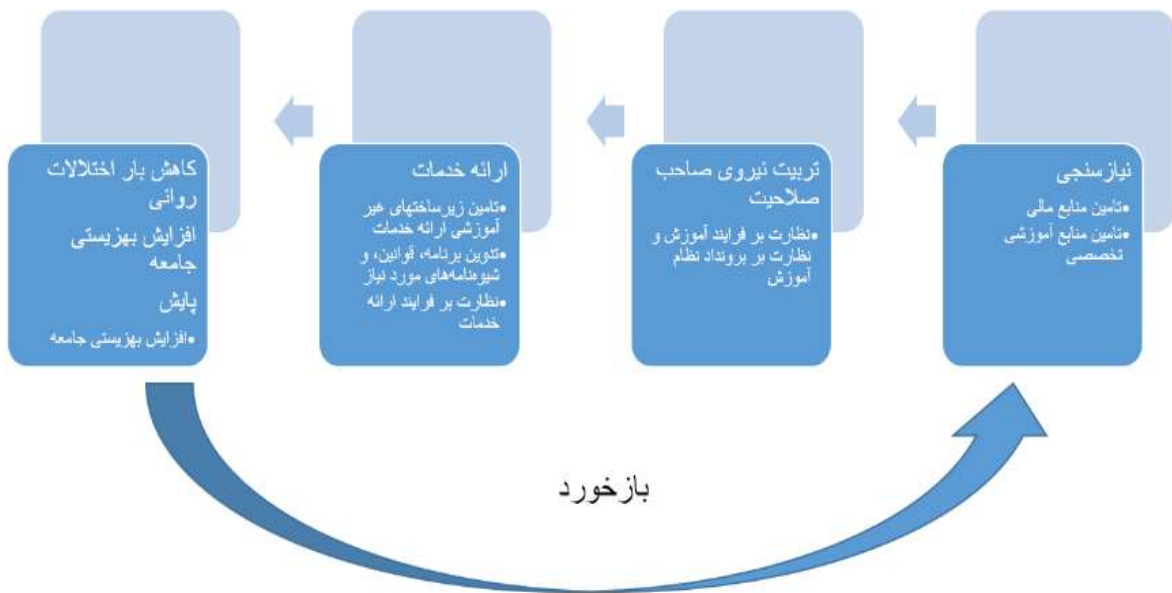 نیازسنجی
•تامین منابع مالی
•تامین منابع آموزشی
تخصصی
تربیت نیروی صاحب
صلاحیت
•نظارت بر فرایند آموزش و
نظارت بر برونداد نظام
آموزش
ارائه خدمات
•تامین زیرساختهای غیر
آموزشی ارائه خدمات
•تدوین برنامه، قوانین، و
شیوه‌نامه‌های مورد نیاز
•نظارت بر فرایند ارائه
خدمات
کاهش بار اختلالات
روانی
افزایش بهزیستی
جامعه
پایش
•افزایش بهزیستی جامعه
بازخورد